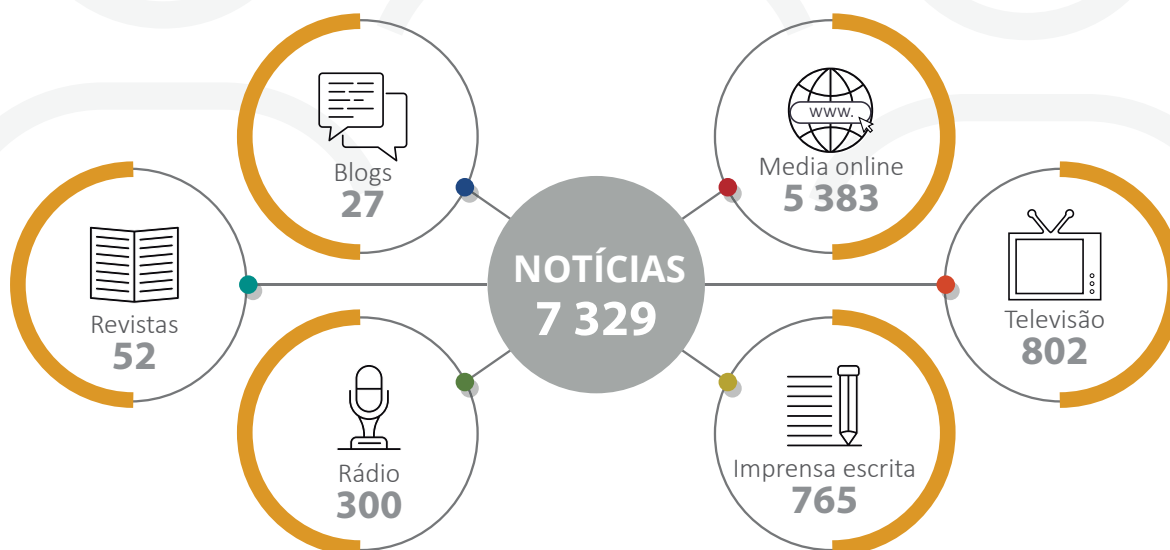 Blogs
27
www.
Media online
5 383
Revistas
52
NOTÍCIAS
7 329
Televisão
802
Rádio
300
Imprensa escrita
765